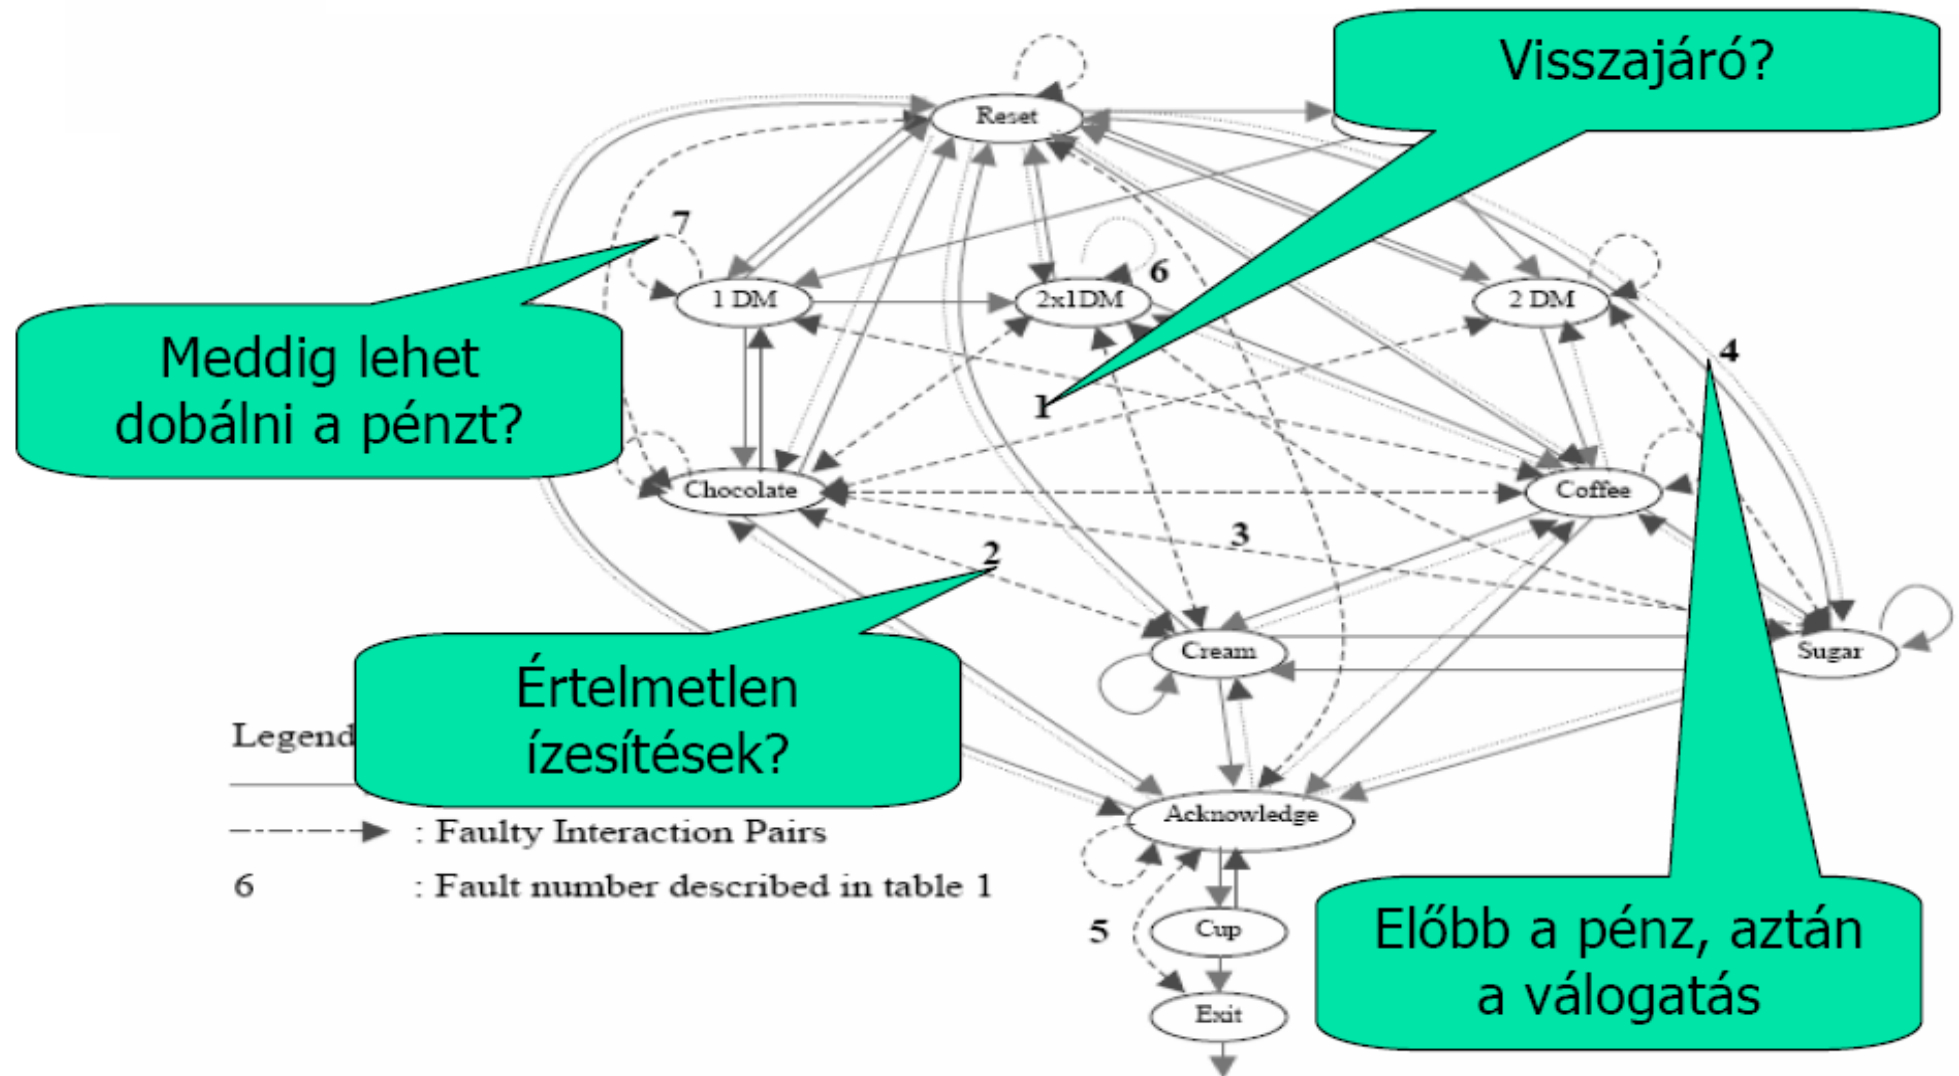 Visszajáró?
Reset
7
6
1 DM
2x1DM
2 DM
Meddig lehet
dobálni a pénzt?
4
1
Chocolate
Coffee
3
2
Értelmetlen
ízesítések?
Cream
Sugar
Legend
Acknowledge
: Faulty Interaction Pairs
6 : Fault number described in table 1
5
Cup
Exit
Előbb a pénz, aztán
a válogatás